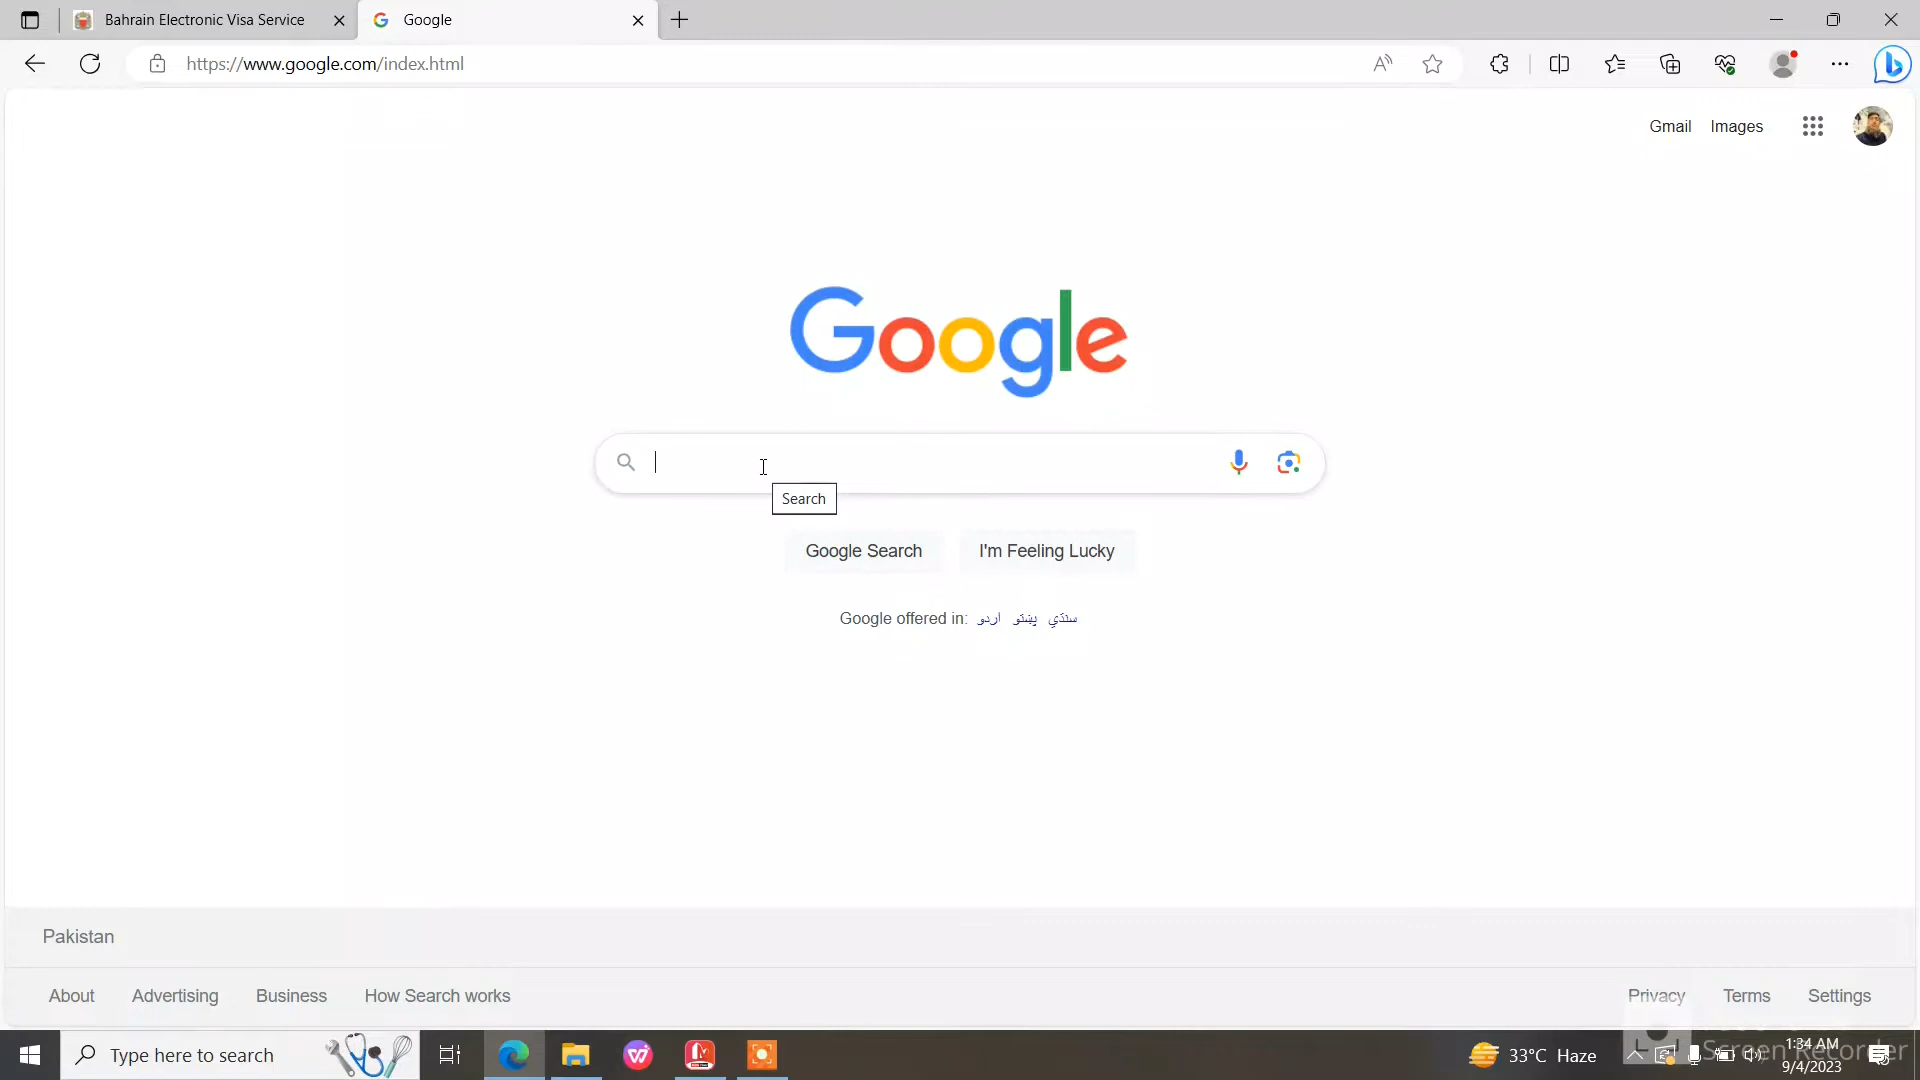 Bahrain Electronic Visa Service
Google
https://www.google.com/index.html
Gmail Images
Google
Search
Google Search I'm Feeling Lucky
Google offered in: اردو پښتو سنڌي
Pakistan
About Advertising Business How Search works
Privacy Terms Settings
Type here to search
33°C Haze
1:34 AM
9/4/2023
Screen Recorder